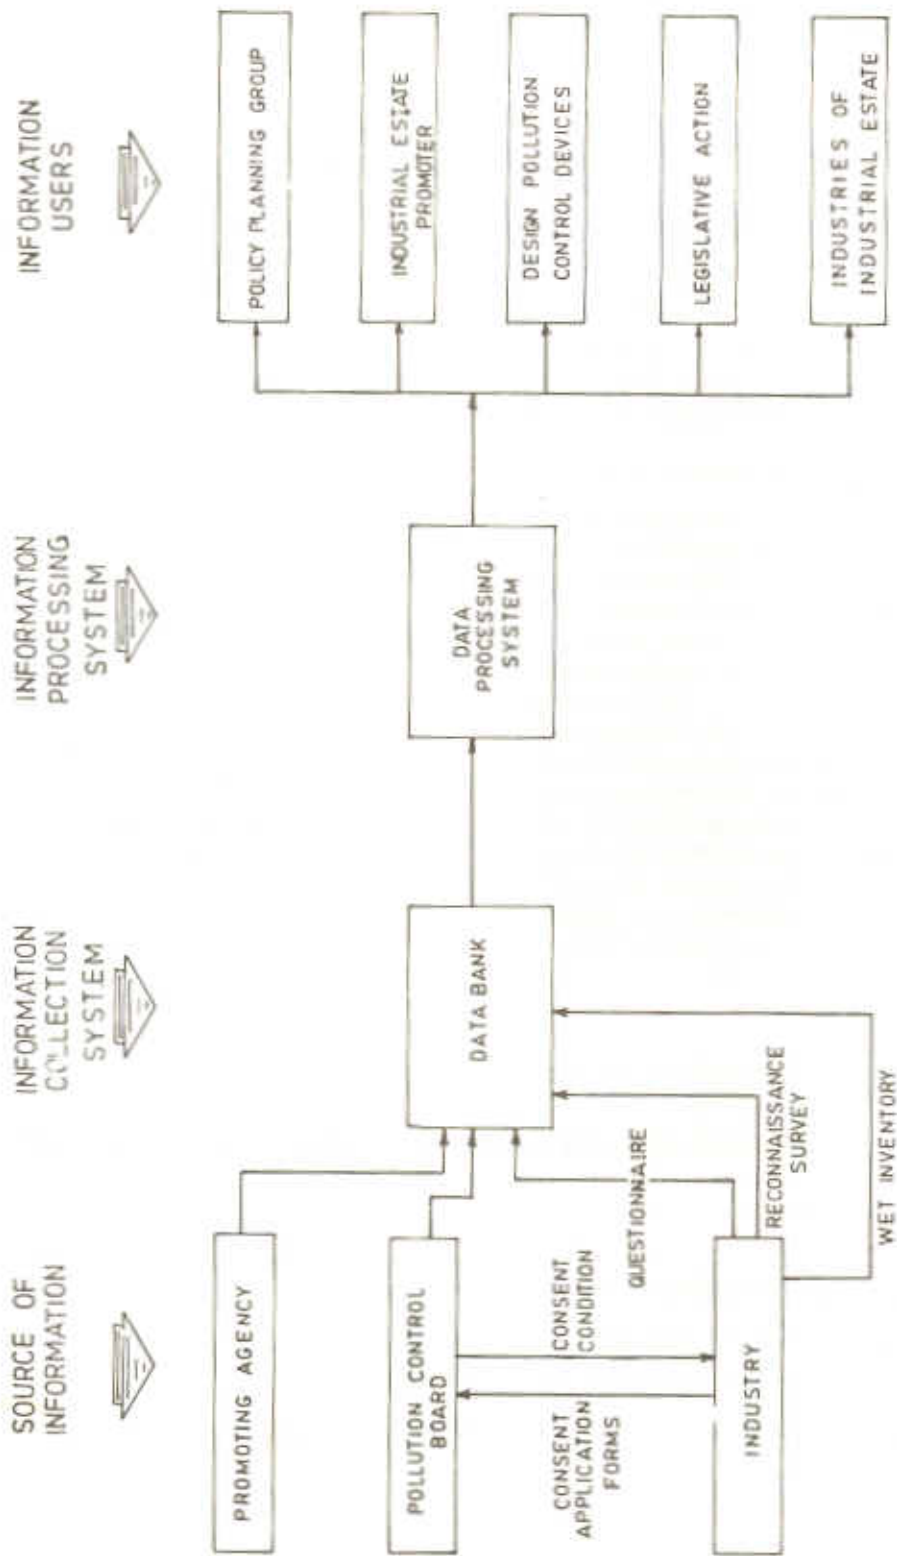 SOURCE OF
INFORMATION
INFORMATION
COLLECTION
SYSTEM
INFORMATION
PROCESSING
SYSTEM
INFORMATION
USERS
PROMOTING AGENCY
POLLUTION CONTROL
BOARD
CONSENT
APPLICATION
FORMS
CONSENT
CONDITION
INDUSTRY
QUESTIONNAIRE
RECONNAISSANCE
SURVEY
WET INVENTORY
DATA BANK
DATA
PROCESSING
SYSTEM
POLICY PLANNING GROUP
INDUSTRIAL ESTATE
PROMOTER
DESIGN POLLUTION
CONTROL DEVICES
LEGISLATIVE ACTION
INDUSTRIES OF
INDUSTRIAL ESTATE